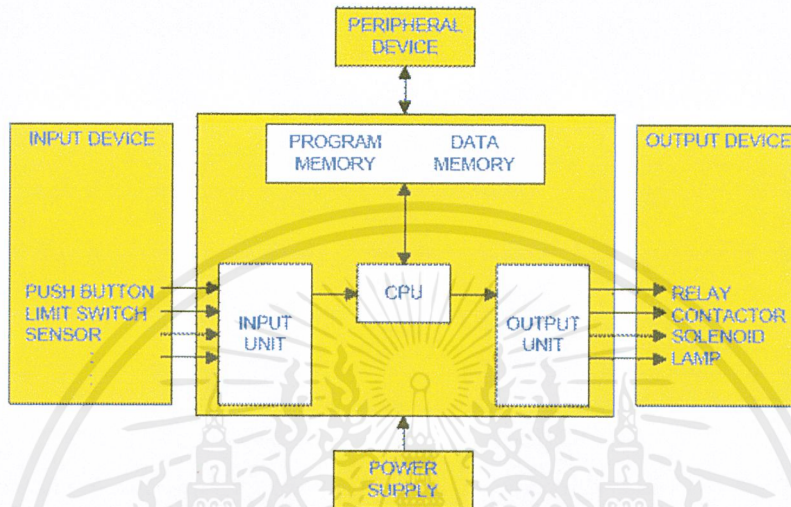 PERIPHERAL
DEVICE
INPUT DEVICE
PROGRAM
MEMORY
DATA
MEMORY
OUTPUT DEVICE
PUSH BUTTON
LIMIT SWITCH
SENSOR
INPUT
UNIT
CPU
OUTPUT
UNIT
RELAY
CONTACTOR
SOLENOID
LAMP
POWER
SUPPLY